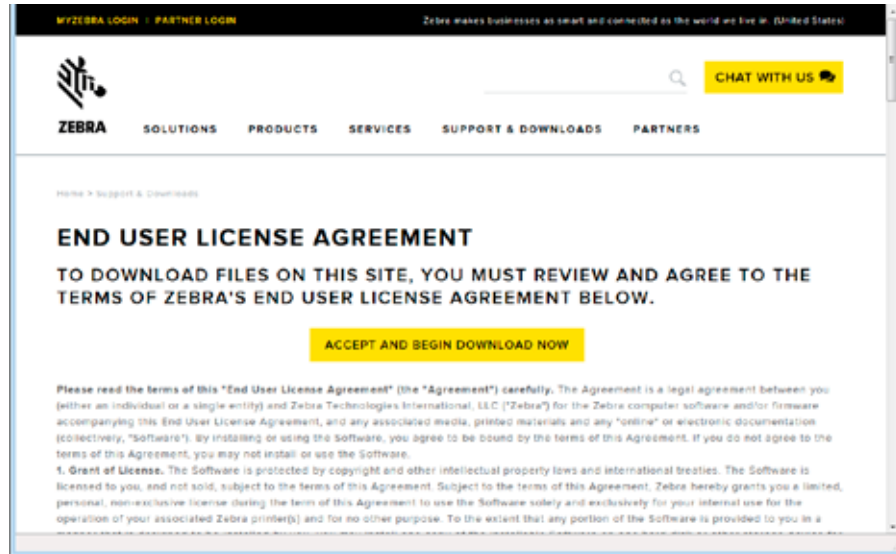 MYZEBRA LOGIN | PARTNER LOGIN
Zebra makes businesses as smart and connected as the world we live in. (United States)
CHAT WITH US
ZEBRA SOLUTIONS PRODUCTS SERVICES SUPPORT & DOWNLOADS PARTNERS
Home > Support & Downloads
END USER LICENSE AGREEMENT
TO DOWNLOAD FILES ON THIS SITE, YOU MUST REVIEW AND AGREE TO THE
TERMS OF ZEBRA'S END USER LICENSE AGREEMENT BELOW.
ACCEPT AND BEGIN DOWNLOAD NOW
Please read the terms of this "End User License Agreement" (the "Agreement") carefully. The Agreement is a legal agreement between you
(either an individual or a single entity) and Zebra Technologies International, LLC ("Zebra") for the Zebra computer software and/or firmware
accompanying this End User License Agreement, and any associated media, printed materials and any "online" or electronic documentation
(collectively, "Software"). By installing or using the Software, you agree to be bound by the terms of this Agreement. If you do not agree to the
terms of this Agreement, you may not install or use the Software.
1. Grant of License. The Software is protected by copyright and other intellectual property laws and international treaties. The Software is
licensed to you, and not sold, subject to the terms of this Agreement. Subject to the terms of this Agreement, Zebra hereby grants you a limited,
personal, non-exclusive license during the term of this Agreement to use the Software solely and exclusively for your internal use for the
operation of your associated Zebra printer(s) and for no other purpose. To the extent that any portion of the Software is provided to you in a